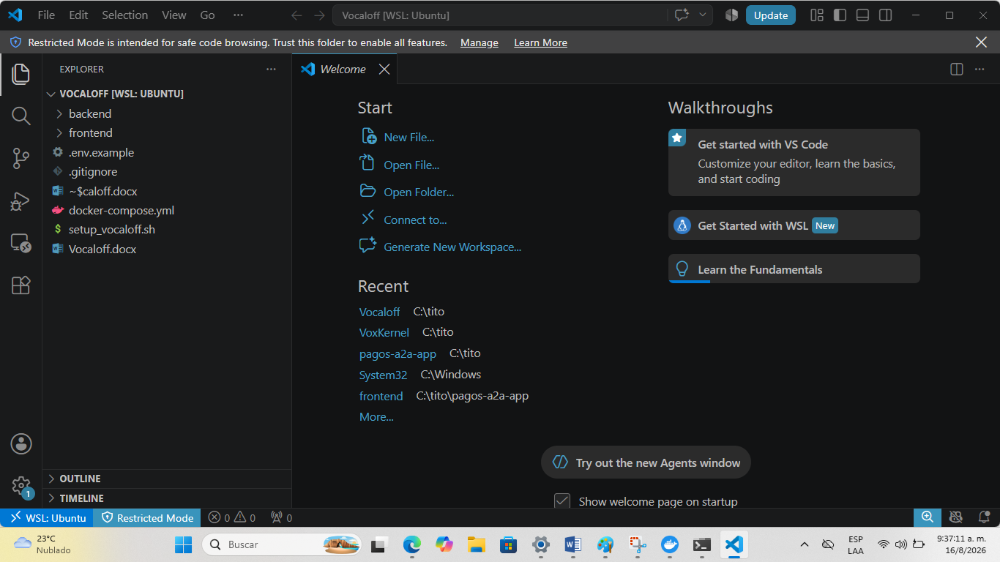 File Edit Selection View Go ···
Vocaloff [WSL: Ubuntu]
Update
Restricted Mode is intended for safe code browsing. Trust this folder to enable all features. Manage Learn More
EXPLORER
Welcome
VOCALOFF [WSL: UBUNTU]
backend
frontend
.env.example
.gitignore
~$caloff.docx
docker-compose.yml
setup_vocaloff.sh
Vocaloff.docx
OUTLINE
TIMELINE
Start
New File...
Open File...
Open Folder...
Connect to...
Generate New Workspace...
Recent
Vocaloff C:\tito
VoxKernel C:\tito
pagos-a2a-app C:\tito
System32 C:\Windows
frontend C:\tito\pagos-a2a-app
More...
Walkthroughs
Get started with VS Code
Customize your editor, learn the basics,
and start coding
Get Started with WSL New
Learn the Fundamentals
Try out the new Agents window
Show welcome page on startup
1
WSL: Ubuntu Restricted Mode 0 0 0
23°C
Nublado
Buscar
ESP
LAA
9:37:11 a. m.
16/8/2026